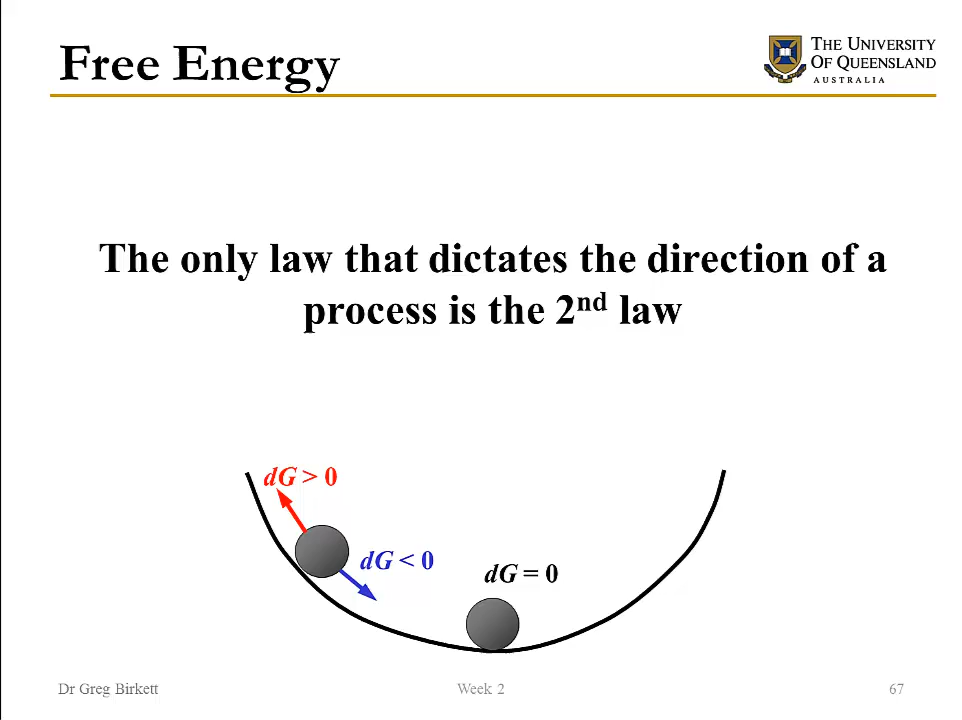 Free Energy
THE UNIVERSITY
OF QUEENSLAND
AUSTRALIA
The only law that dictates the direction of a
process is the 2nd law
dG > 0
dG < 0
dG = 0
Dr Greg Birkett
Week 2
67